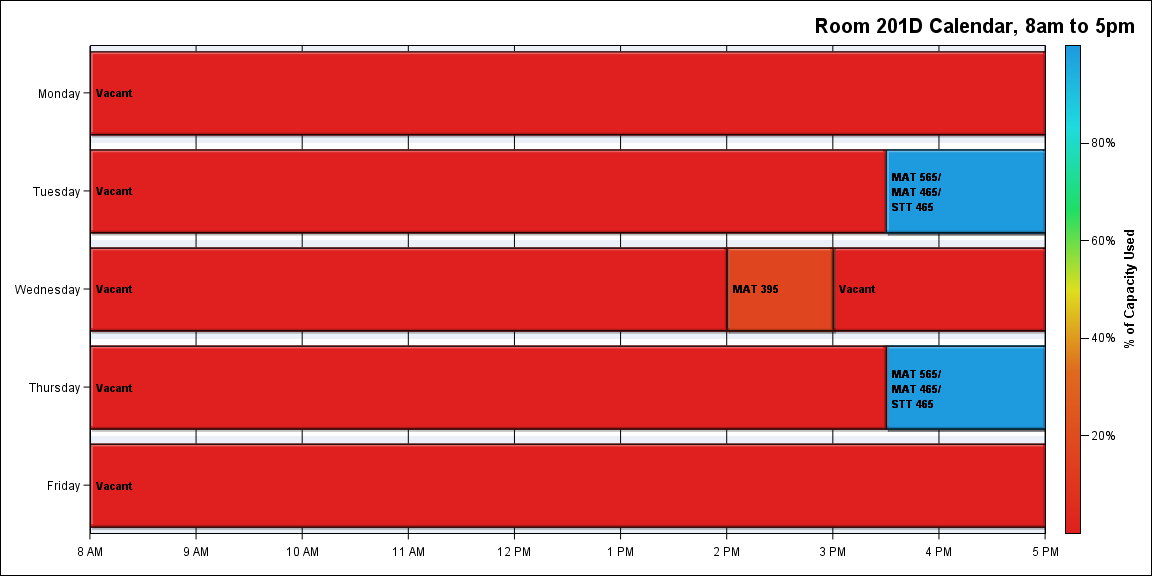 Room 201D Calendar, 8am to 5pm
Monday
Vacant
Tuesday
Vacant
MAT 565/
MAT 465/
STT 465
Wednesday
Vacant
MAT 395
Vacant
Thursday
Vacant
MAT 565/
MAT 465/
STT 465
Friday
Vacant
8 AM
9 AM
10 AM
11 AM
12 PM
1 PM
2 PM
3 PM
4 PM
5 PM
80%
60%
40%
20%
% of Capacity Used